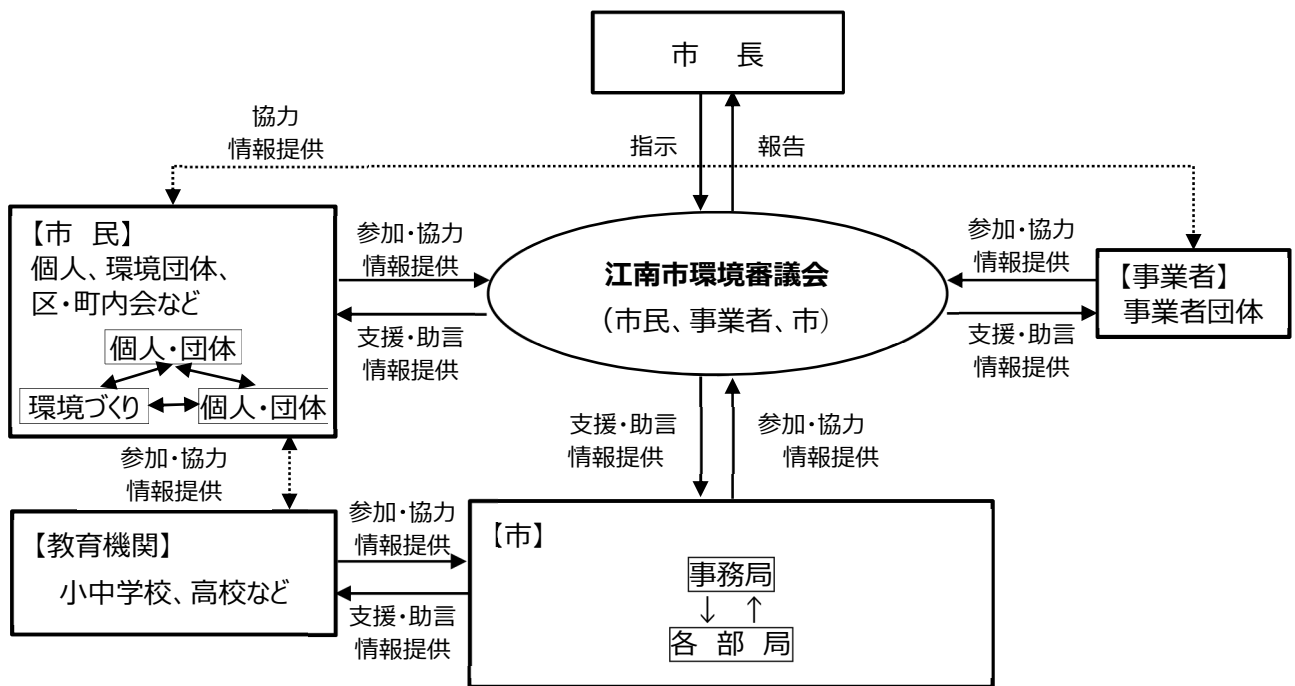 市　長
協力
情報提供
指示
報告
【市　民】
個人、環境団体、
区・町内会など
個人・団体
環境づくり
個人・団体
参加・協力
情報提供
支援・助言
情報提供
江南市環境審議会
（市民、事業者、市）
参加・協力
情報提供
支援・助言
情報提供
【事業者】
事業者団体
参加・協力
情報提供
支援・助言
情報提供
参加・協力
情報提供
【教育機関】
小中学校、高校など
参加・協力
情報提供
支援・助言
情報提供
【市】
事務局
↓　↑
各　部　局